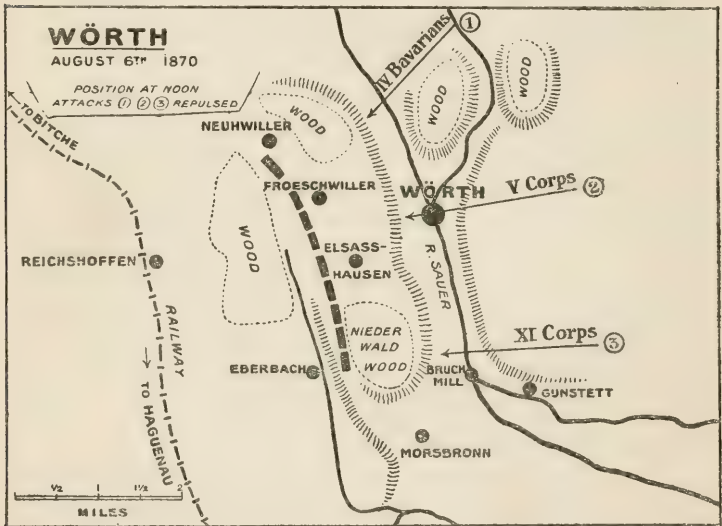 WÖRTH
AUGUST 6TH 1870
POSITION AT NOON
ATTACKS ① ② ③ REPULSED
TO BITCHE
IV Bavarians ①
WOOD
WOOD
WOOD
NEUHWILLER
FROESCHWILLER
WÖRTH
V Corps ②
WOOD
REICHSHOFFEN
ELSASS-
HAUSEN
R. SAUER
RAILWAY
→ TO HAGUENAU
NIEDER
WALD
WOOD
XI Corps ③
EBERBACH
BRUCH
MILL
GUNSTETT
MORSBRONN
1/2 1 1 1/2 2
MILES